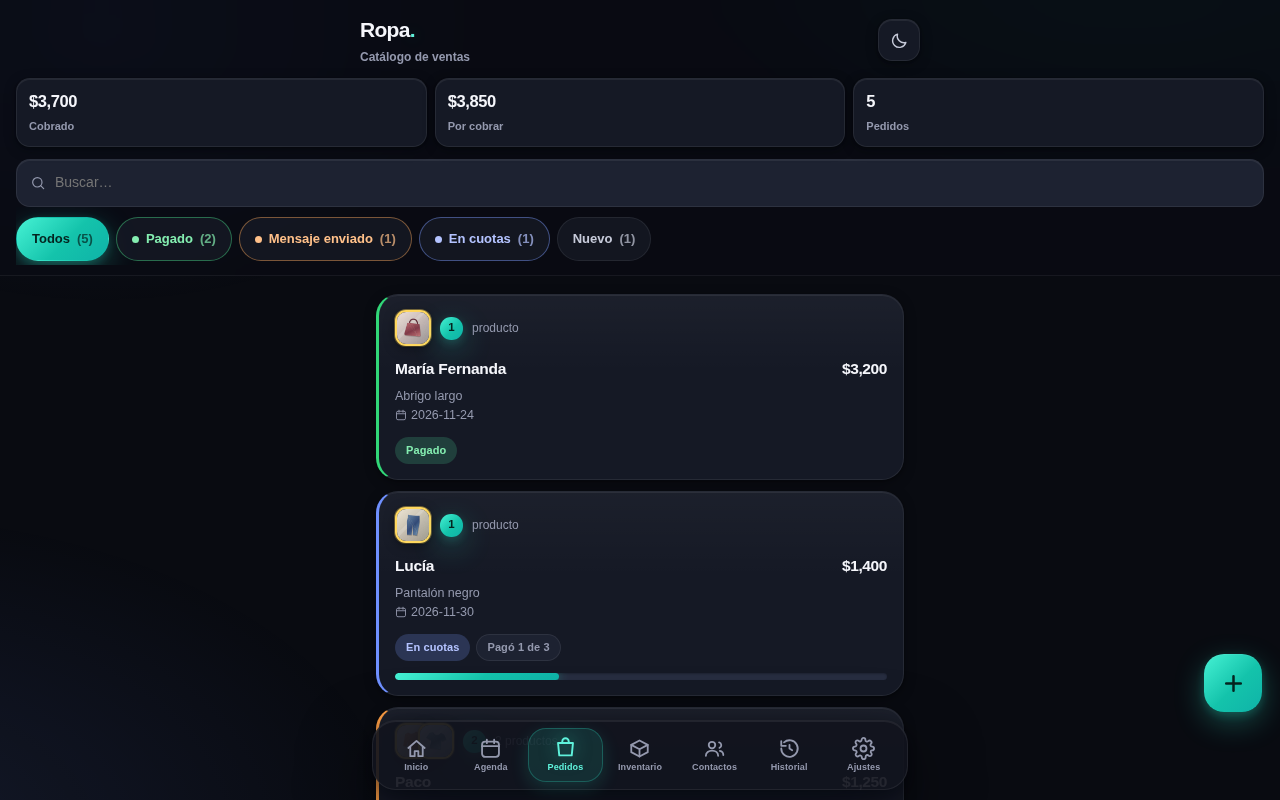 Ropa.
Catálogo de ventas
$3,700
Cobrado
$3,850
Por cobrar
5
Pedidos
Buscar…
Todos (5)
Pagado (2)
Mensaje enviado (1)
En cuotas (1)
Nuevo (1)
1 producto
María Fernanda $3,200
Abrigo largo
2026-11-24
Pagado
1 producto
Lucía $1,400
Pantalón negro
2026-11-30
En cuotas Pagó 1 de 3
Paco $1,250
Inicio
Agenda
Pedidos
Inventario
Contactos
Historial
Ajustes